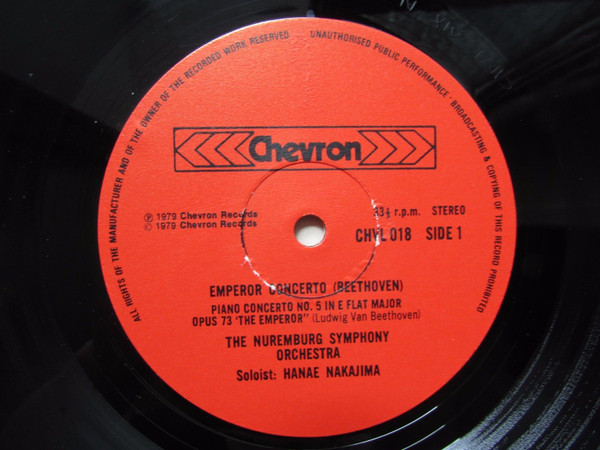 ALL RIGHTS OF THE MANUFACTURER AND OF THE OWNER OF THE RECORDED WORK RESERVED
UNAUTHORISED PUBLIC PERFORMANCE · BROADCASTING & COPYING OF THIS RECORD PROHIBITED
Chevron
℗ 1979 Chevron Records
© 1979 Chevron Records
33⅓ r.p.m. STEREO
CHVL 018 SIDE 1
EMPEROR CONCERTO (BEETHOVEN)
PIANO CONCERTO NO. 5 IN E FLAT MAJOR
OPUS 73 'THE EMPEROR" (Ludwig Van Beethoven)
THE NUREMBURG SYMPHONY
ORCHESTRA
Soloist: HANAE NAKAJIMA